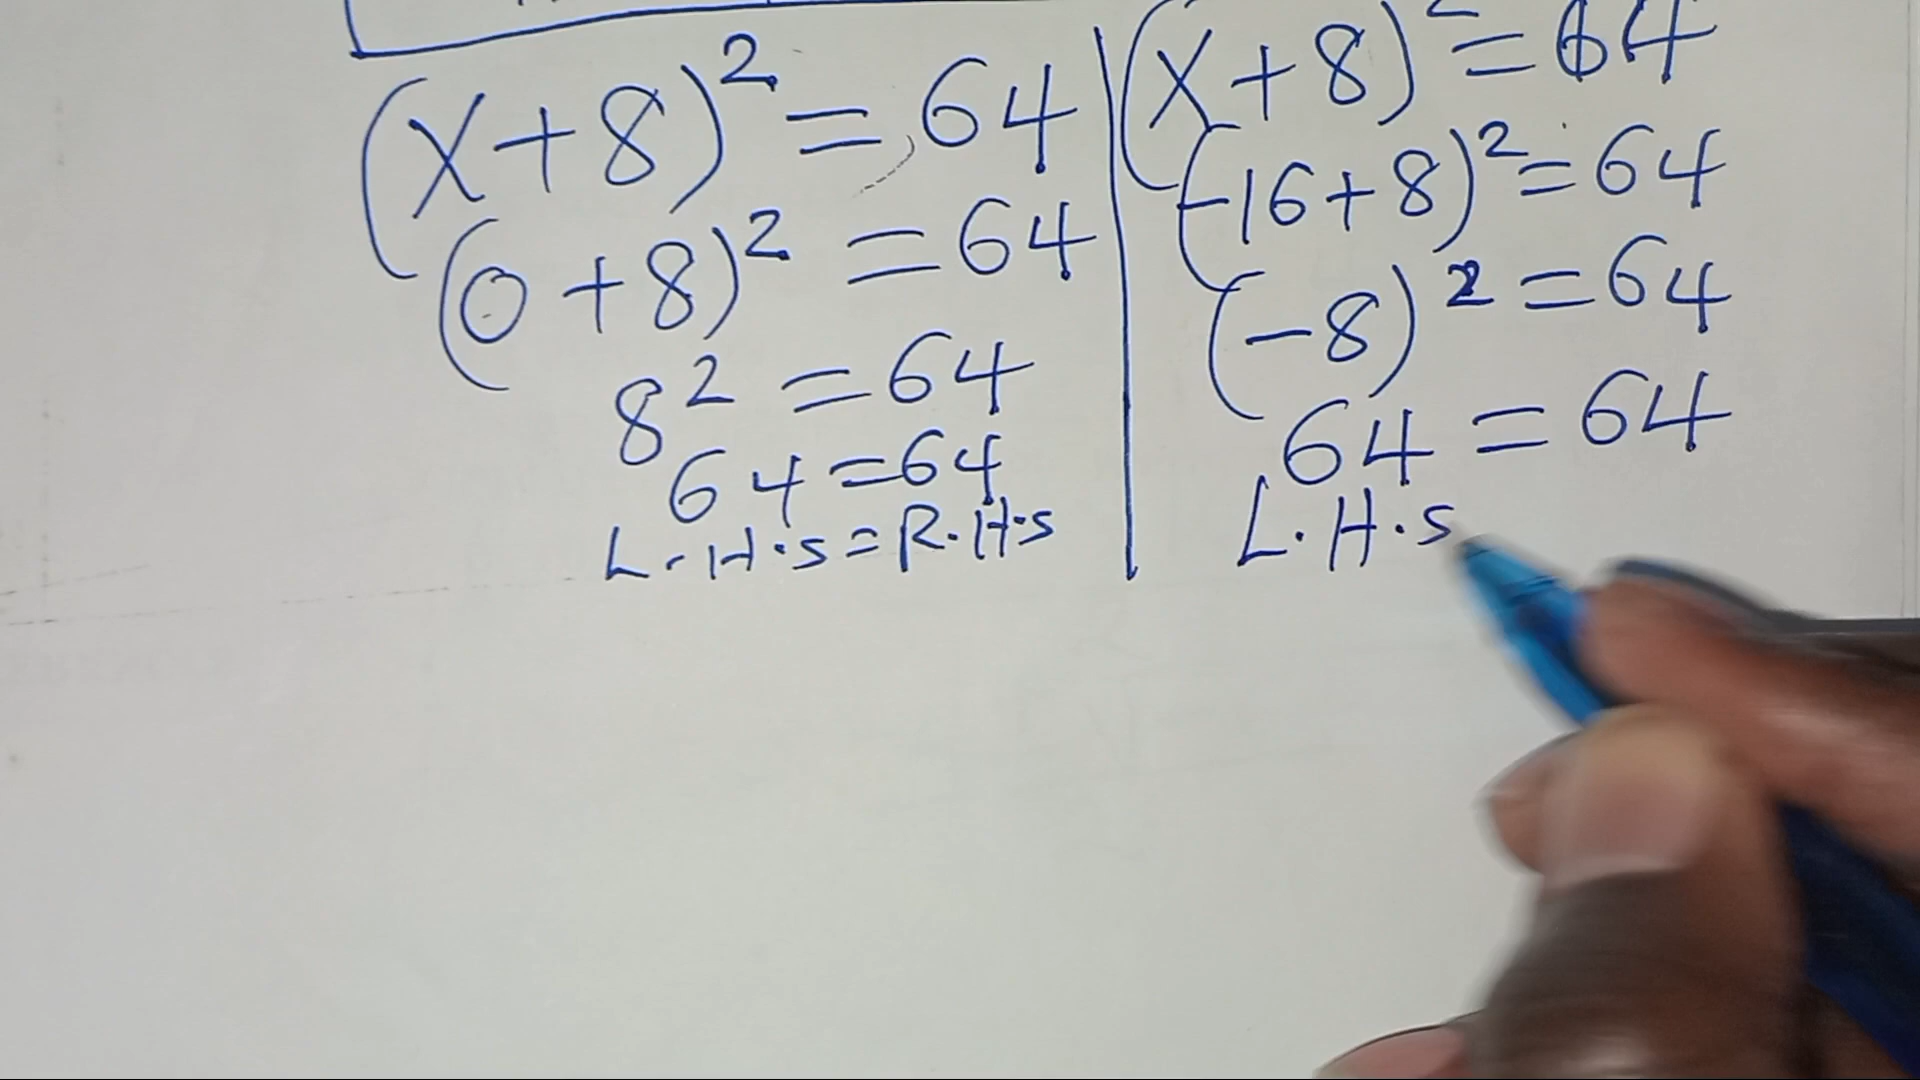 (x+8)² = 64
(0+8)² = 64
8² = 64
64 = 64
L.H.S = R.H.S
(x+8)² = 64
(-16+8)² = 64
(-8)² = 64
64 = 64
L.H.S